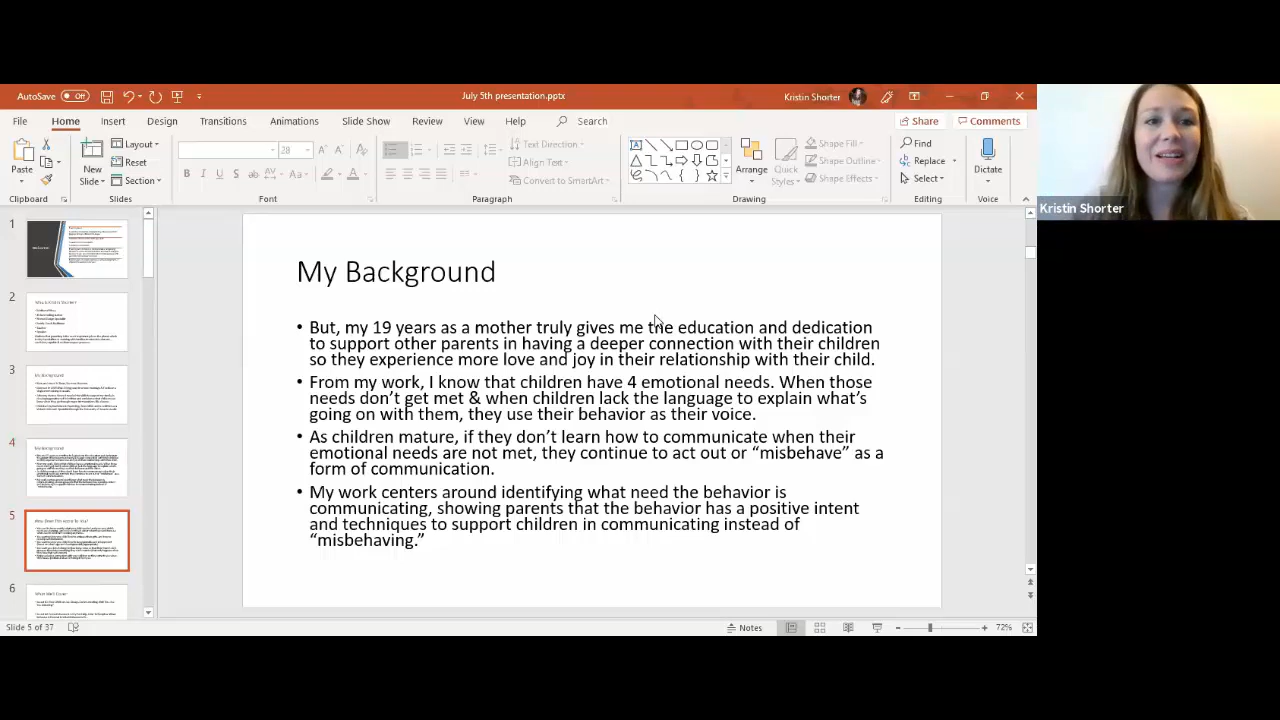 AutoSave Off
July 5th presentation.pptx
Kristin Shorter
File Home Insert Design Transitions Animations Slide Show Review View Help Search
Share Comments
Paste
New
Slide
Layout
Reset
Section
28
B I U S
Text Direction
Align Text
Convert to SmartArt
Arrange
Quick
Styles
Shape Fill
Shape Outline
Shape Effects
Find
Replace
Select
Dictate
Clipboard Slides Font Paragraph Drawing Editing Voice
Kristin Shorter
1
2
3
4
5
6
My Background
• But, my 19 years as a mother truly gives me the education and dedication
to support other parents in having a deeper connection with their children
so they experience more love and joy in their relationship with their child.
• From my work, I know our children have 4 emotional needs. When those
needs don’t get met & when children lack the language to explain what’s
going on with them, they use their behavior as their voice.
• As children mature, if they don’t learn how to communicate when their
emotional needs are not met, they continue to act out or “misbehave” as a
form of communication.
• My work centers around identifying what need the behavior is
communicating, showing parents that the behavior has a positive intent
and techniques to support children in communicating instead of
“misbehaving.”
Slide 5 of 37
Notes
72%